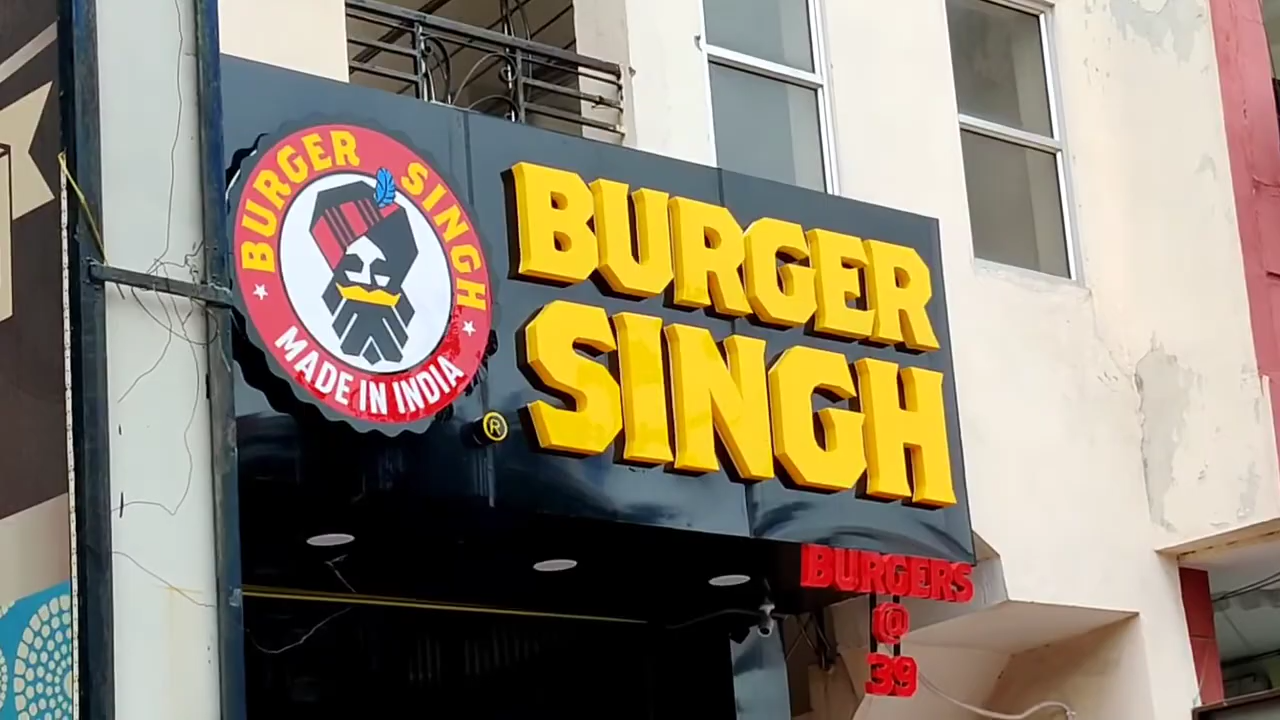 BURGER SINGH
MADE IN INDIA
®
BURGER
SINGH
BURGERS
@
39